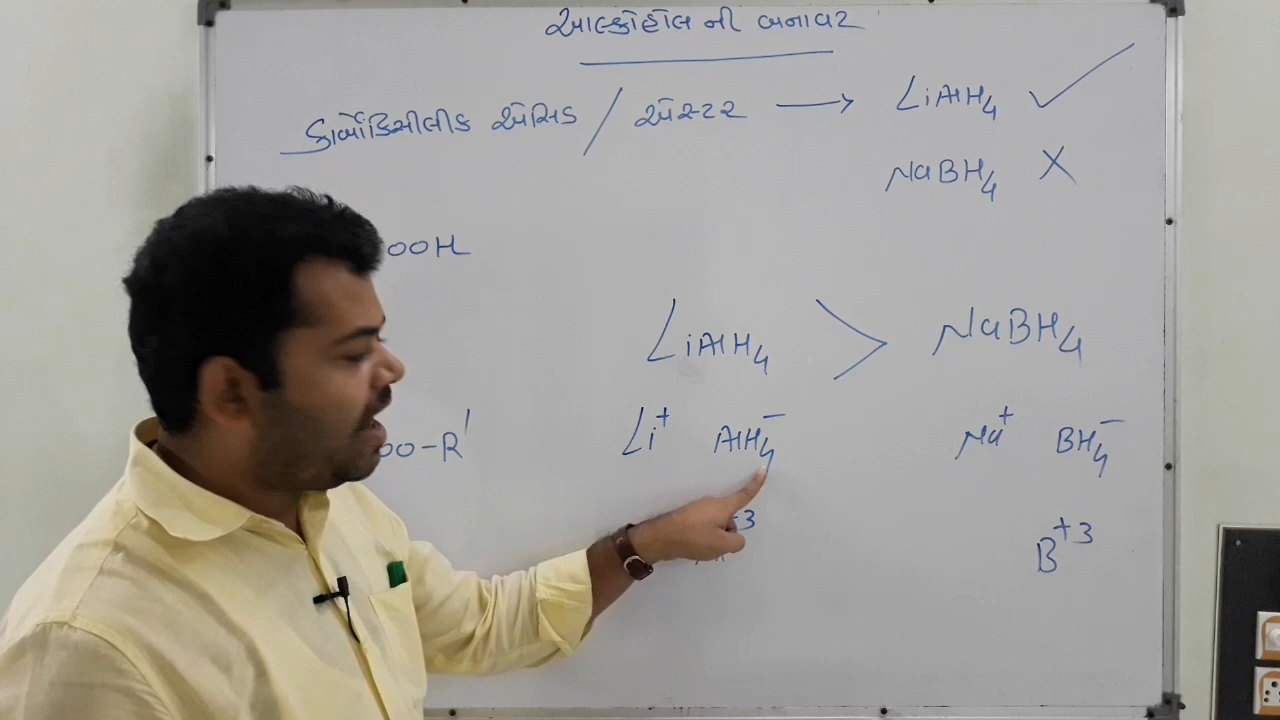 આલ્કોહોલ ની બનાવટ
કાર્બોક્સિલીક એસિડ / એસ્ટર → LiAlH4 ✓
NaBH4 X
OOH
LiAlH4 > NaBH4
OO-R'
Li+ AlH4- Na+ BH4-
+3 B+3